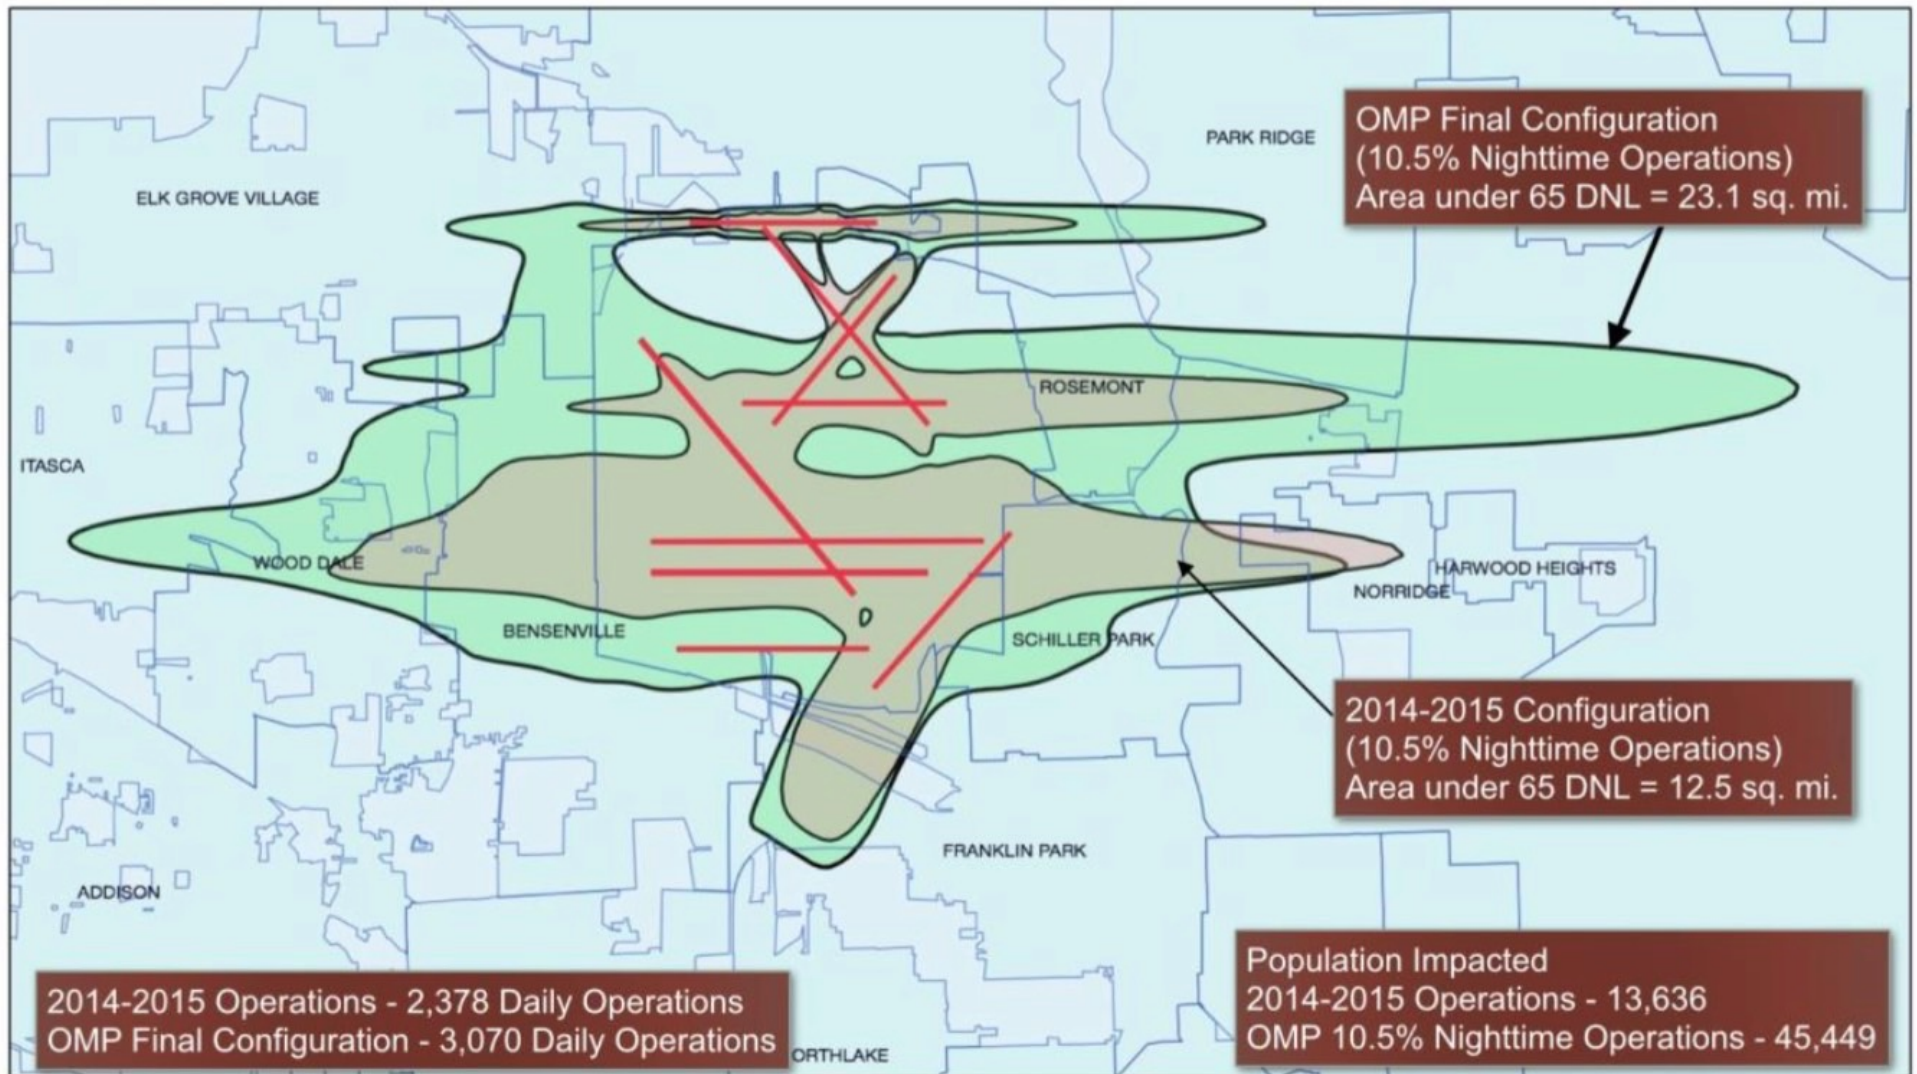 PARK RIDGE
OMP Final Configuration
(10.5% Nighttime Operations)
Area under 65 DNL = 23.1 sq. mi.
ELK GROVE VILLAGE
ROSEMONT
ITASCA
WOOD DALE
HARWOOD HEIGHTS
NORRIDGE
BENSENVILLE
SCHILLER PARK
2014-2015 Configuration
(10.5% Nighttime Operations)
Area under 65 DNL = 12.5 sq. mi.
FRANKLIN PARK
ADDISON
2014-2015 Operations - 2,378 Daily Operations
OMP Final Configuration - 3,070 Daily Operations
ORTHLAKE
Population Impacted
2014-2015 Operations - 13,636
OMP 10.5% Nighttime Operations - 45,449